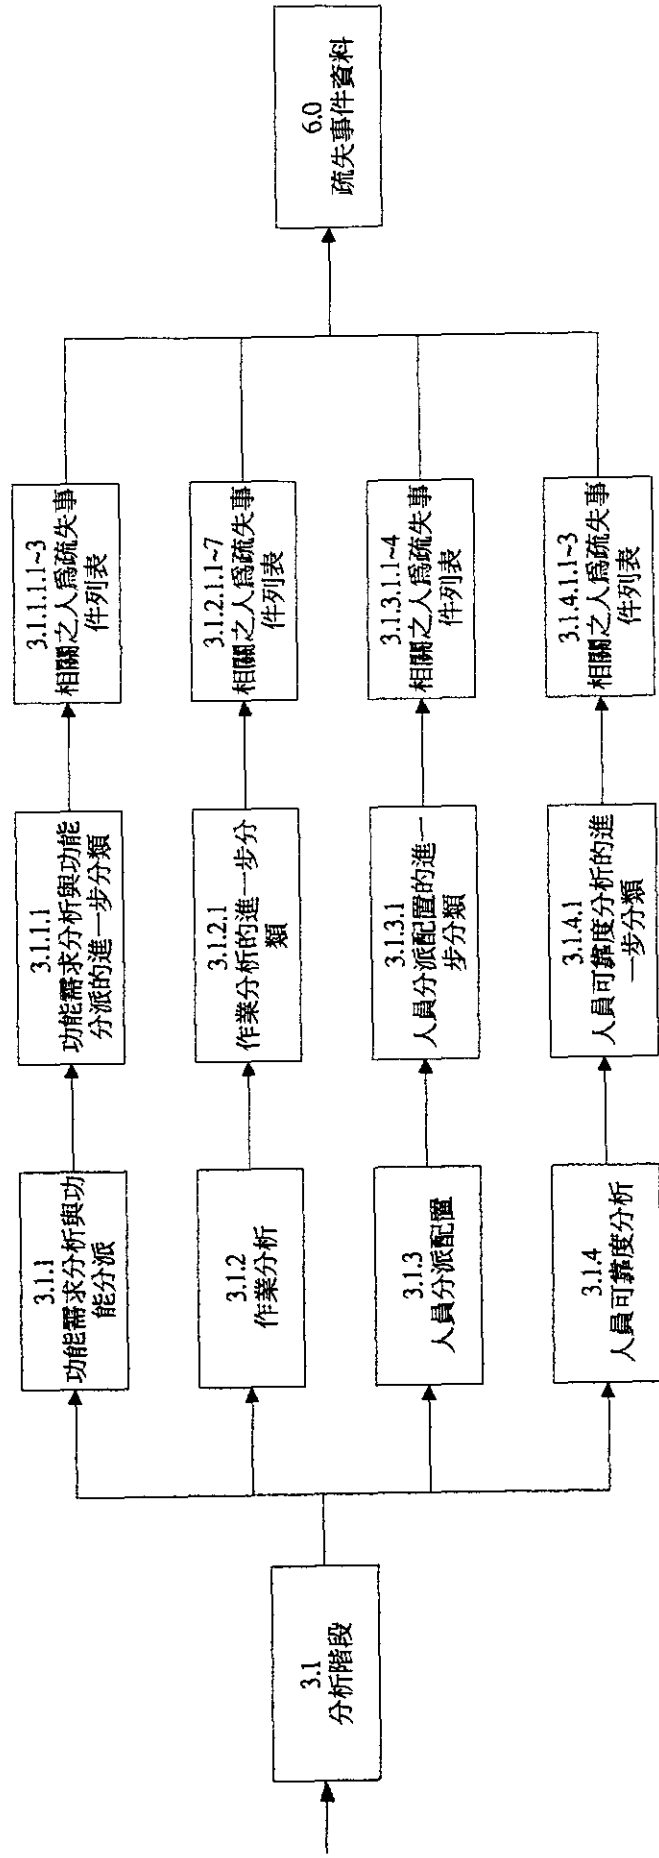 3.1
分析階段
3.1.1
功能需求分析與功
能分派
3.1.2
作業分析
3.1.3
人員分派配置
3.1.4
人員可靠度分析
3.1.1.1
功能需求分析與功能
分派的進一步分類
3.1.2.1
作業分析的進一步分
類
3.1.3.1
人員分派配置的進一
步分類
3.1.4.1
人員可靠度分析的進
一步分類
3.1.1.1.1~3
相關之人爲疏失事
件列表
3.1.2.1.1~7
相關之人爲疏失事
件列表
3.1.3.1.1~4
相關之人爲疏失事
件列表
3.1.4.1.1~3
相關之人爲疏失事
件列表
6.0
疏失事件資料